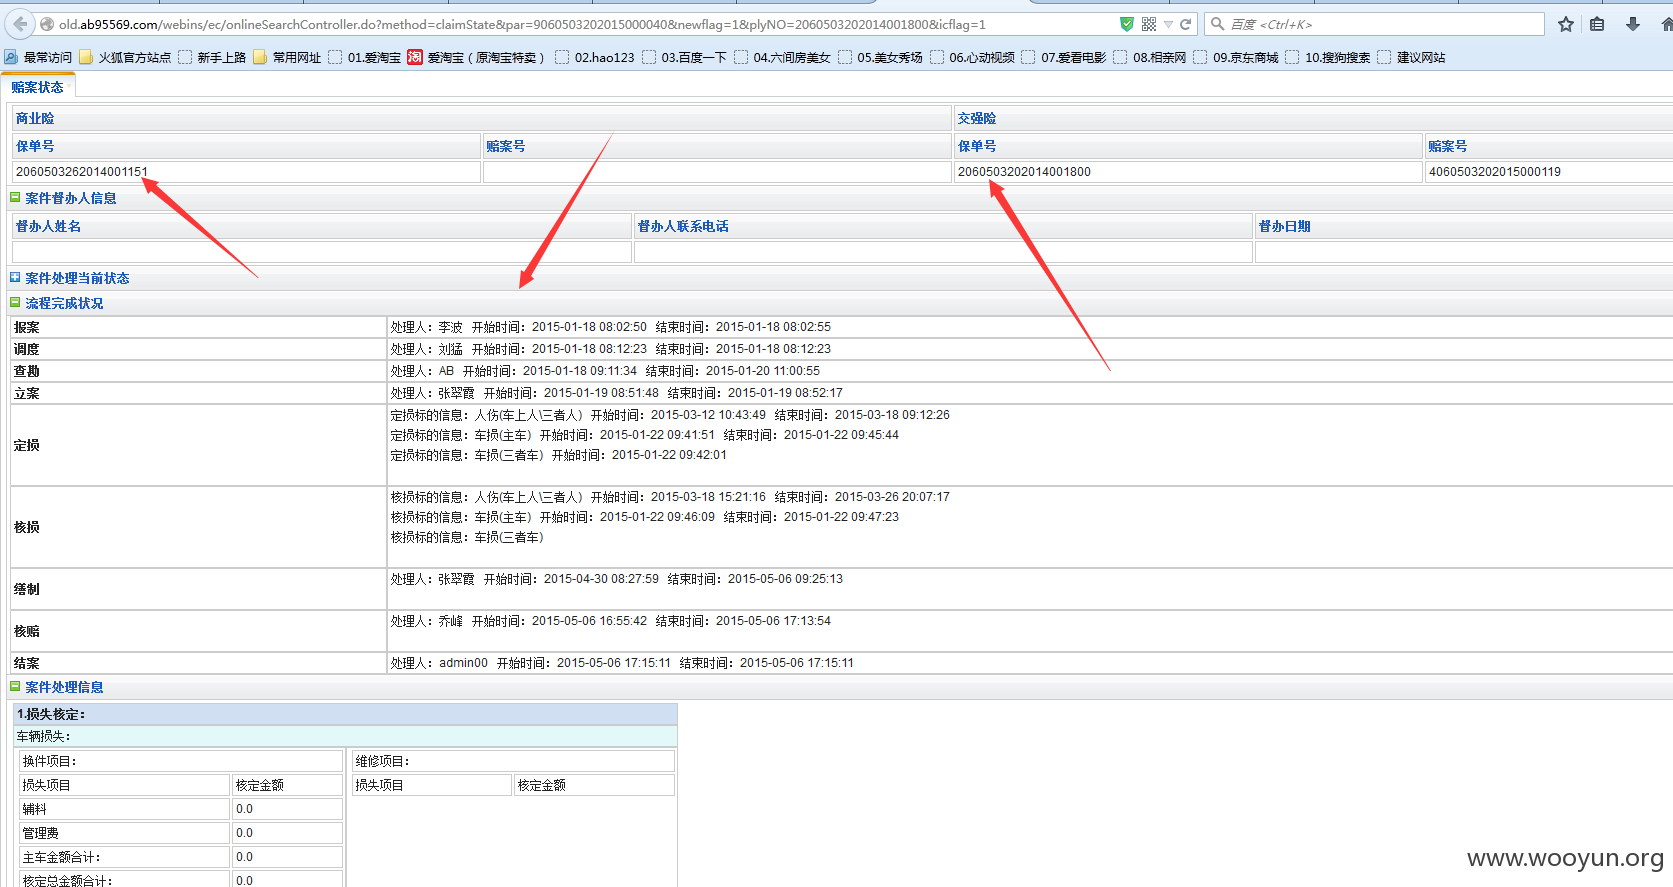 old.ab95569.com/webins/ec/onlineSearchController.do?method=claimState&par=9060503202015000040&newflag=1&plyNO=2060503202014001800&icflag=1
百度 <Ctrl+K>
最常访问 火狐官方站点 新手上路 常用网址 01.爱淘宝 淘 爱淘宝（原淘宝特卖） 02.hao123 03.百度一下 04.六间房美女 05.美女秀场 06.心动视频 07.爱看电影 08.相亲网 09.京东商城 10.搜狗搜索 建议网站
赔案状态
商业险 交强险
保单号 赔案号 保单号 赔案号
2060503262014001151 2060503202014001800 4060503202015000119
案件督办人信息
督办人姓名 督办人联系电话 督办日期
案件处理当前状态
流程完成状况
报案 处理人：李波 开始时间：2015-01-18 08:02:50 结束时间：2015-01-18 08:02:55
调度 处理人：刘猛 开始时间：2015-01-18 08:12:23 结束时间：2015-01-18 08:12:23
查勘 处理人：AB 开始时间：2015-01-18 09:11:34 结束时间：2015-01-20 11:00:55
立案 处理人：张翠霞 开始时间：2015-01-19 08:51:48 结束时间：2015-01-19 08:52:17
定损 定损标的信息：人伤(车上人\三者人) 开始时间：2015-03-12 10:43:49 结束时间：2015-03-18 09:12:26
定损标的信息：车损(主车) 开始时间：2015-01-22 09:41:51 结束时间：2015-01-22 09:45:44
定损标的信息：车损(三者车) 开始时间：2015-01-22 09:42:01
核损 核损标的信息：人伤(车上人\三者人) 开始时间：2015-03-18 15:21:16 结束时间：2015-03-26 20:07:17
核损标的信息：车损(主车) 开始时间：2015-01-22 09:46:09 结束时间：2015-01-22 09:47:23
核损标的信息：车损(三者车)
缮制 处理人：张翠霞 开始时间：2015-04-30 08:27:59 结束时间：2015-05-06 09:25:13
核赔 处理人：乔峰 开始时间：2015-05-06 16:55:42 结束时间：2015-05-06 17:13:54
结案 处理人：admin00 开始时间：2015-05-06 17:15:11 结束时间：2015-05-06 17:15:11
案件处理信息
1.损失核定：
车辆损失：
换件项目： 维修项目：
损失项目 核定金额 损失项目 核定金额
辅料 0.0
管理费 0.0
主车金额合计： 0.0
核定总金额合计： 0.0
www.wooyun.org